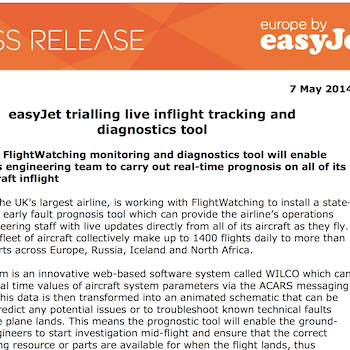 SS RELEASE
europe by
easyJet
7 May 2014
easyJet trialling live inflight tracking and
diagnostics tool
FlightWatching monitoring and diagnostics tool will enable
s engineering team to carry out real-time prognosis on all of its
raft inflight
he UK's largest airline, is working with FlightWatching to install a state-
early fault prognosis tool which can provide the airline's operations
eering staff with live updates directly from all of its aircraft as they fly.
fleet of aircraft collectively make up to 1400 flights daily to more than
rts across Europe, Russia, Iceland and North Africa.
m is an innovative web-based software system called WILCO which can
l time values of aircraft system parameters via the ACARS messaging
his data is then transformed into an animated schematic that can be
redict any potential issues or to troubleshoot known technical faults
e plane lands. This means the prognostic tool will enable the ground-
gineers to start investigation mid-flight and ensure that the correct
ng resource or parts are available for when the flight lands, thus